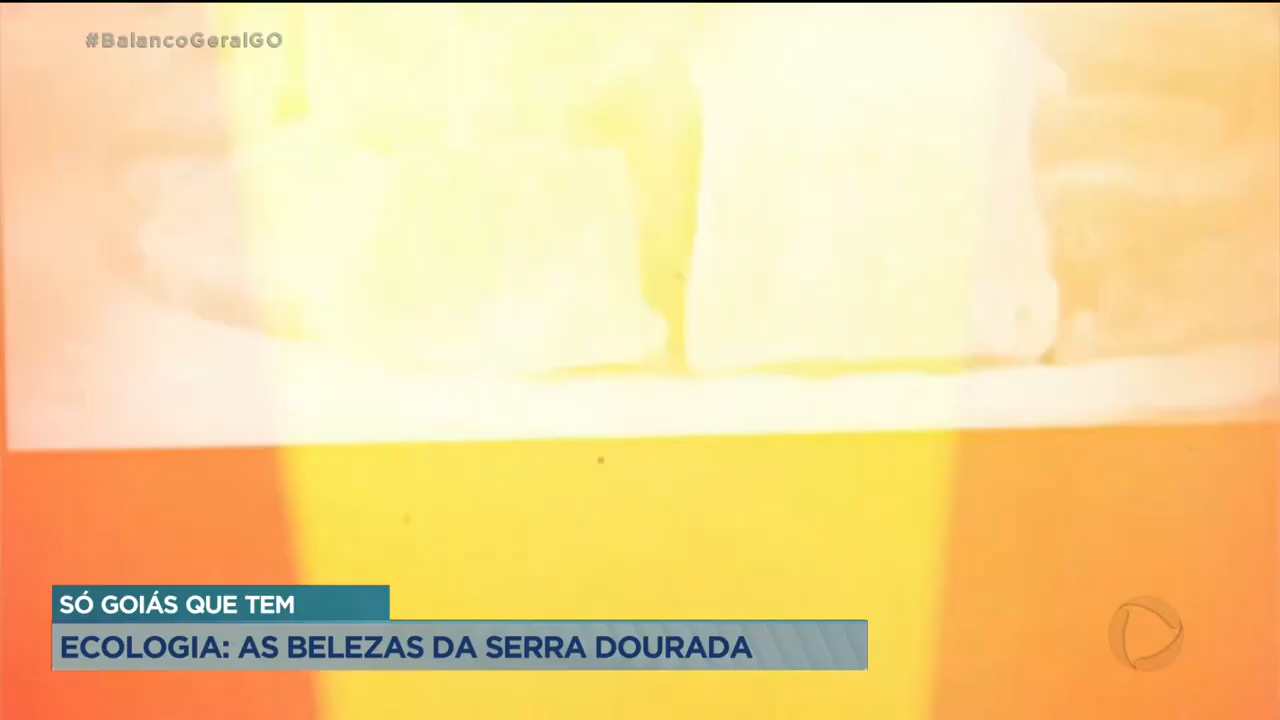 #BalancoGeralGO
SÓ GOIÁS QUE TEM
ECOLOGIA: AS BELEZAS DA SERRA DOURADA